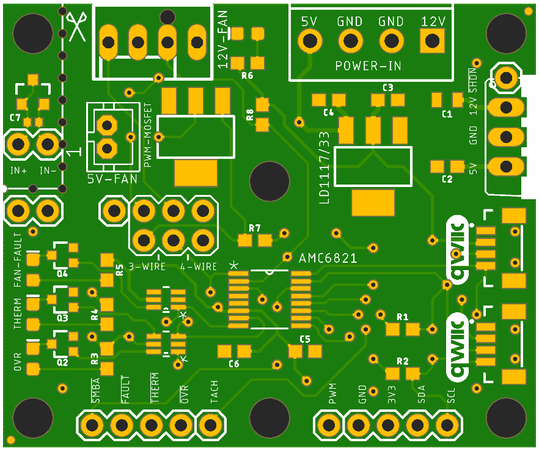 5V GND GND 12V
POWER-IN
12V-FAN
R6
C7
IN+ IN-
1
5V-FAN
PWM-MOSFET
R8
C4
C3
C1
C2
LD1117/33
SHDN
12V
GND
5V
R7
3-WIRE 4-WIRE
AMC6821
*
FAN-FAULT
Q4
R5
THERM
Q3
R4
OVR
Q2
R3
*
*
C6
C5
R1
R2
qwiic
qwiic
SMBA
FAULT
THERM
OVR
TACH
PWM
GND
3V3
SDA
SCL